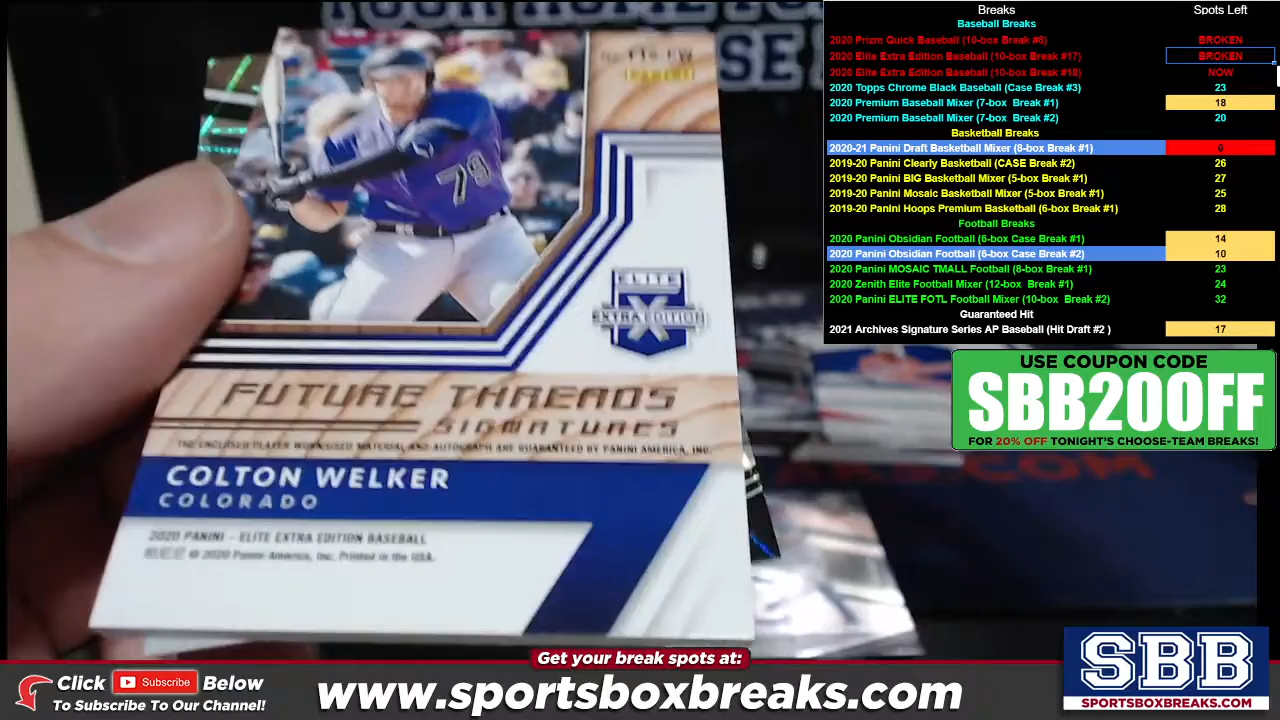 Breaks Spots Left
Baseball Breaks
2020 Prizm Quick Baseball (10-box Break #6) BROKEN
2020 Elite Extra Edition Baseball (10-box Break #17) BROKEN
2020 Elite Extra Edition Baseball (10-box Break #18) NOW
2020 Topps Chrome Black Baseball (Case Break #3) 23
2020 Premium Baseball Mixer (7-box Break #1) 18
2020 Premium Baseball Mixer (7-box Break #2) 20
Basketball Breaks
2020-21 Panini Draft Basketball Mixer (8-box Break #1)
2019-20 Panini Clearly Basketball (CASE Break #2) 26
2019-20 Panini BIG Basketball Mixer (5-box Break #1) 27
2019-20 Panini Mosaic Basketball Mixer (5-box Break #1) 25
2019-20 Panini Hoops Premium Basketball (6-box Break #1) 28
Football Breaks
2020 Panini Obsidian Football (6-box Case Break #1) 14
2020 Panini Obsidian Football (6-box Case Break #2) 10
2020 Panini MOSAIC TMALL Football (8-box Break #1) 23
2020 Zenith Elite Football Mixer (12-box Break #1) 24
2020 Panini ELITE FOTL Football Mixer (10-box Break #2) 32
Guaranteed Hit
2021 Archives Signature Series AP Baseball (Hit Draft #2 ) 17
USE COUPON CODE
SBB20OFF
FOR 20% OFF TONIGHT'S CHOOSE-TEAM BREAKS!
PANINI
79
ELITE
X
EXTRA EDITION
FUTURE THREADS
SIGNATURES
THE ENCLOSED PLAYER-WORN/USED MATERIAL AND AUTOGRAPH ARE GUARANTEED BY PANINI AMERICA, INC.
COLTON WELKER
COLORADO
2020 PANINI - ELITE EXTRA EDITION BASEBALL
© 2020 Panini America, Inc. Printed in the USA.
.COM
Get your break spots at:
Click Subscribe Below
To Subscribe To Our Channel!
www.sportsboxbreaks.com
SBB
SPORTSBOXBREAKS.COM